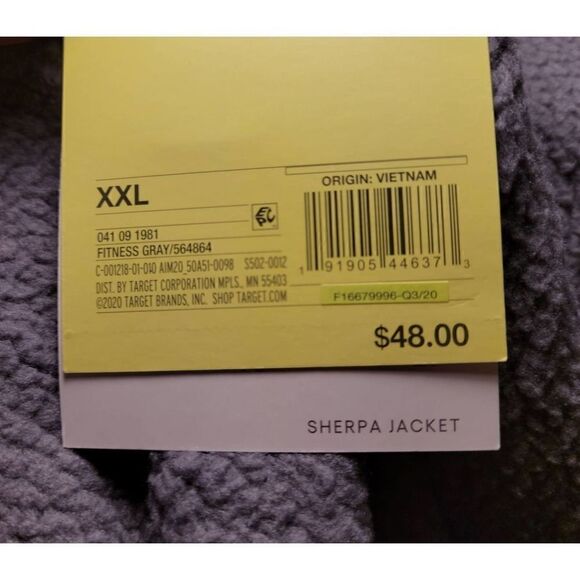 XXL
041 09 1981
FITNESS GRAY/564864
C-001218-01-010 AIM20_50A51-0098 S502-0012
DIST. BY TARGET CORPORATION MPLS., MN 55403
©2020 TARGET BRANDS, INC. SHOP TARGET.COM
EPC
ORIGIN: VIETNAM
1 91905 44637 3
F16679996-Q3/20
$48.00
SHERPA JACKET